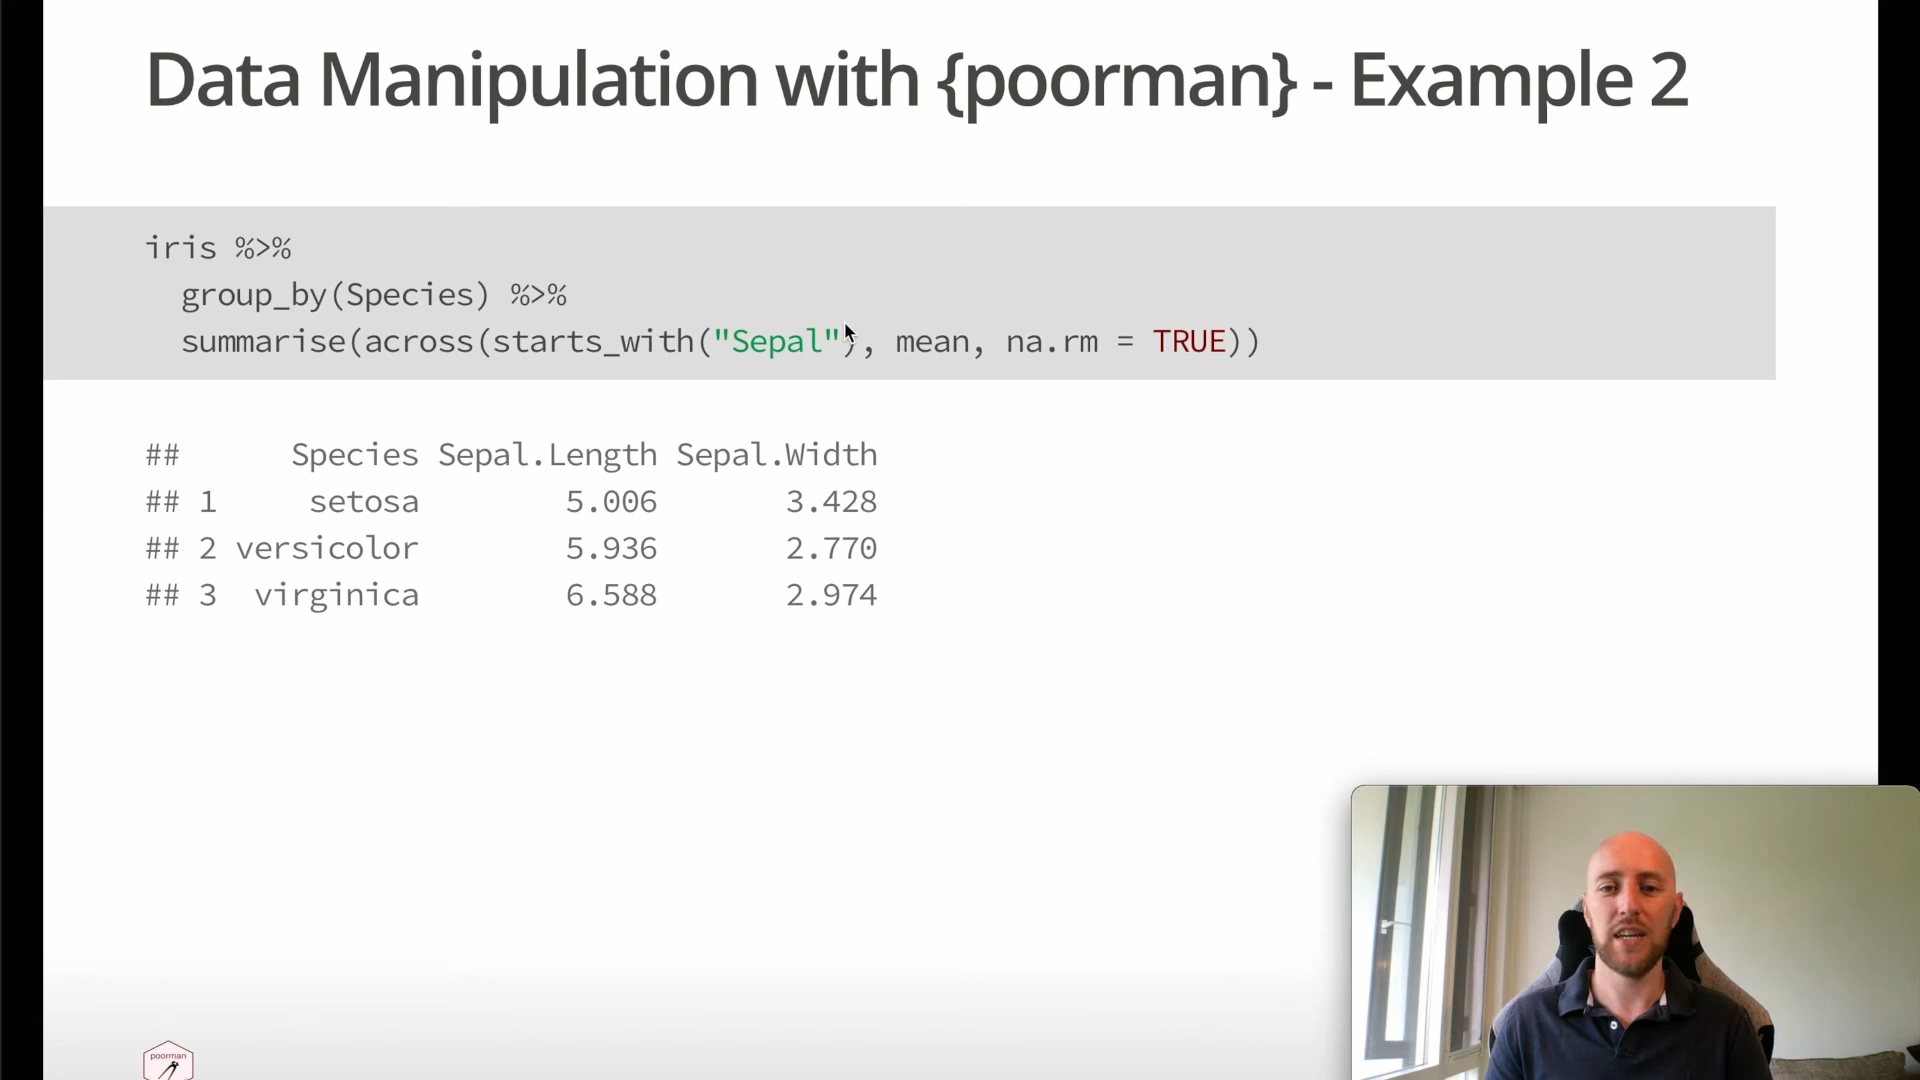 Data Manipulation with {poorman} - Example 2
iris %>%
group_by(Species) %>%
summarise(across(starts_with("Sepal"), mean, na.rm = TRUE))
## Species Sepal.Length Sepal.Width
## 1 setosa 5.006 3.428
## 2 versicolor 5.936 2.770
## 3 virginica 6.588 2.974
poorman